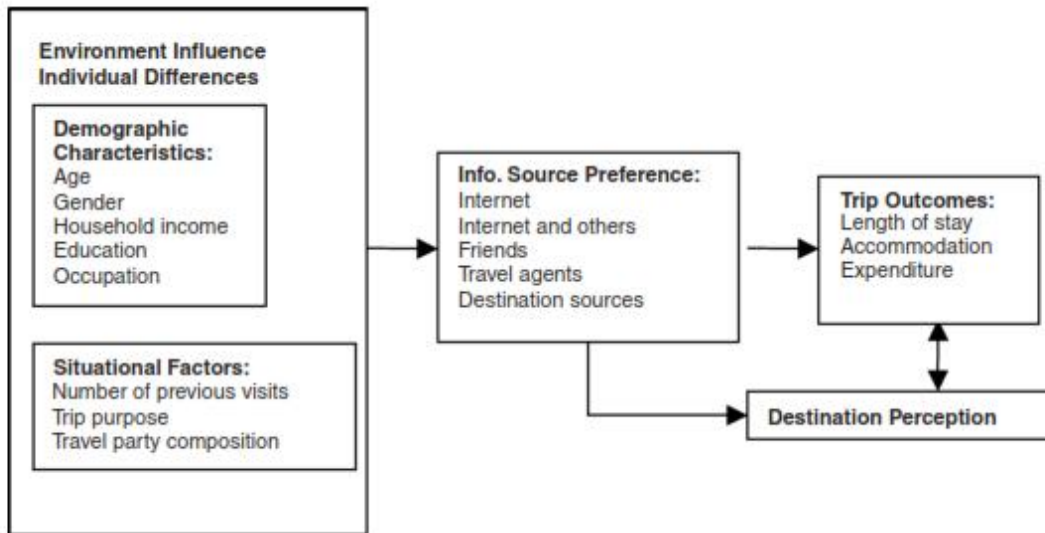 Environment Influence
Individual Differences
Demographic
Characteristics:
Age
Gender
Household income
Education
Occupation
Situational Factors:
Number of previous visits
Trip purpose
Travel party composition
Info. Source Preference:
Internet
Internet and others
Friends
Travel agents
Destination sources
Trip Outcomes:
Length of stay
Accommodation
Expenditure
Destination Perception